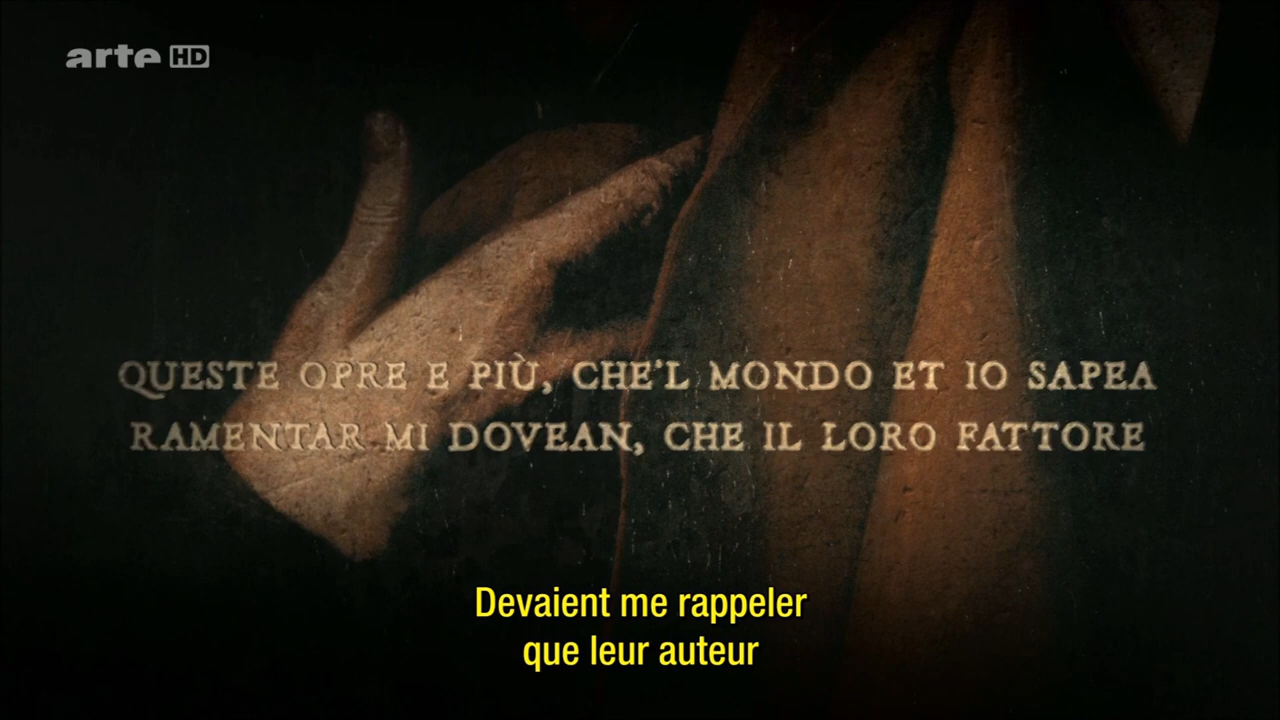 arte HD
QUESTE OPRE E PIÙ, CHE'L MONDO ET IO SAPEA
RAMENTAR MI DOVEAN, CHE IL LORO FATTORE
Devaient me rappeler
que leur auteur